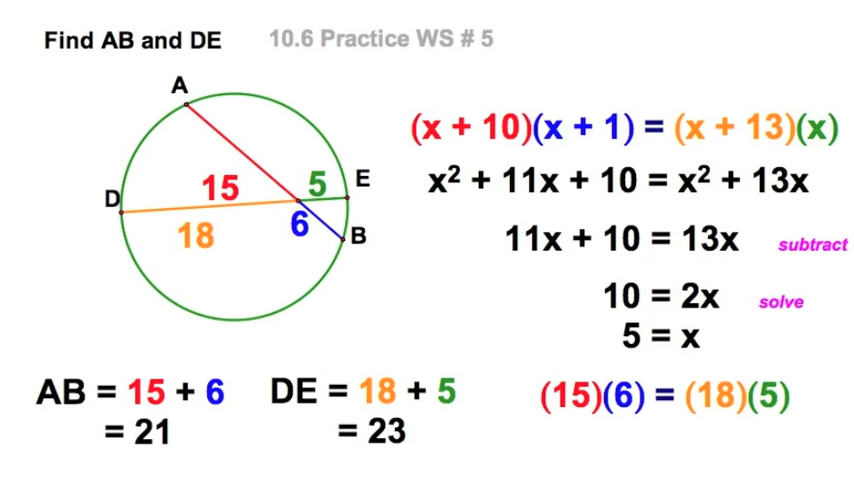 Find AB and DE
10.6 Practice WS # 5
A
D
15
5
E
18
6
B
(x + 10)(x + 1) = (x + 13)(x)
x² + 11x + 10 = x² + 13x
11x + 10 = 13x subtract
10 = 2x solve
5 = x
AB = 15 + 6
= 21
DE = 18 + 5
= 23
(15)(6) = (18)(5)